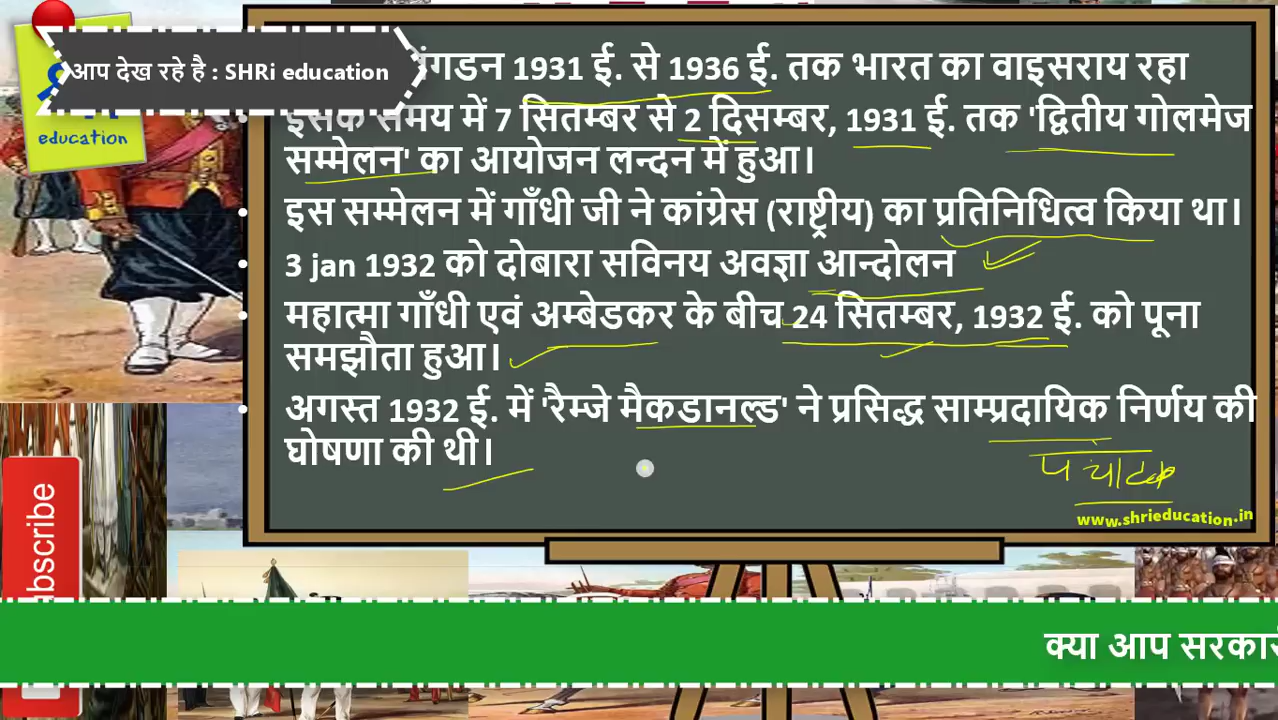 आप देख रहे है : SHRi education
education
ंगडन 1931 ई. से 1936 ई. तक भारत का वाइसराय रहा
इसके समय में 7 सितम्बर से 2 दिसम्बर, 1931 ई. तक 'द्वितीय गोलमेज
सम्मेलन' का आयोजन लन्दन में हुआ।
• इस सम्मेलन में गाँधी जी ने कांग्रेस (राष्ट्रीय) का प्रतिनिधित्व किया था।
• 3 jan 1932 को दोबारा सविनय अवज्ञा आन्दोलन
• महात्मा गाँधी एवं अम्बेडकर के बीच 24 सितम्बर, 1932 ई. को पूना
समझौता हुआ।
• अगस्त 1932 ई. में 'रैम्जे मैकडानल्ड' ने प्रसिद्ध साम्प्रदायिक निर्णय की
घोषणा की थी।
www.shrieducation.in
bscribe
क्या आप सरकार